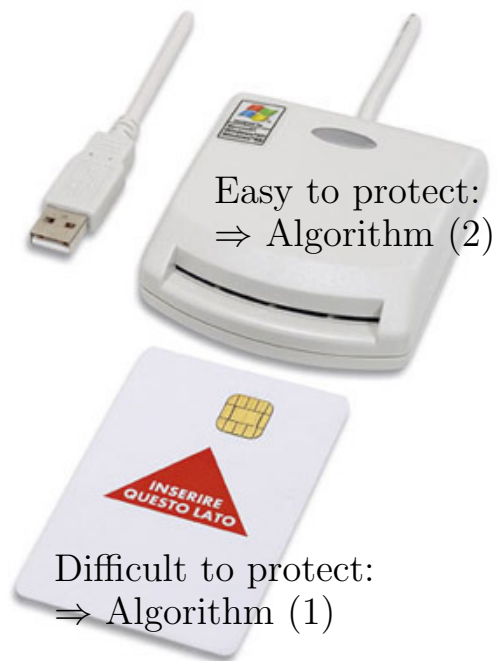 Easy to protect:
⇒ Algorithm (2)
INSERIRE
QUESTO LATO
Difficult to protect:
⇒ Algorithm (1)